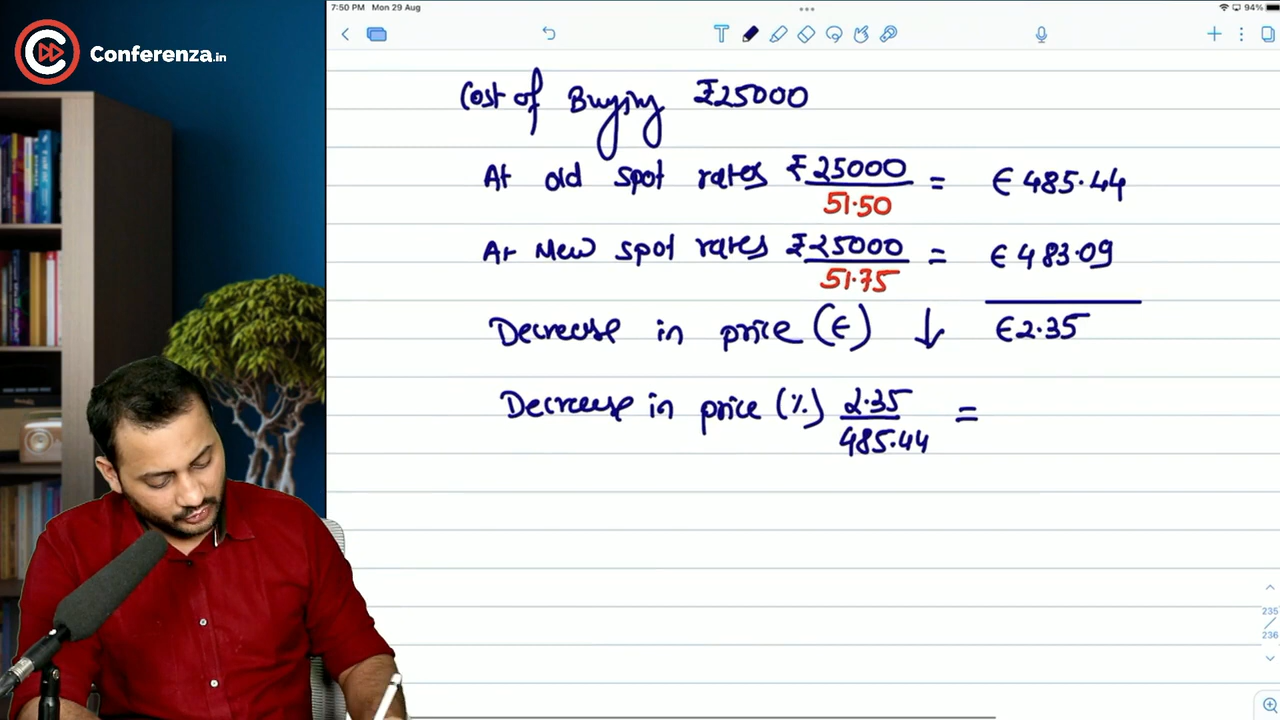 Conferenza.in
7:50 PM Mon 29 Aug
94%
Cost of Buying ₹25000
At old spot rates ₹25000 / 51.50 = € 485.44
At New spot rates ₹25000 / 51.75 = € 483.09
Decrease in price (€) ↓ €2.35
Decrease in price (%) 2.35 / 485.44 =
235
236